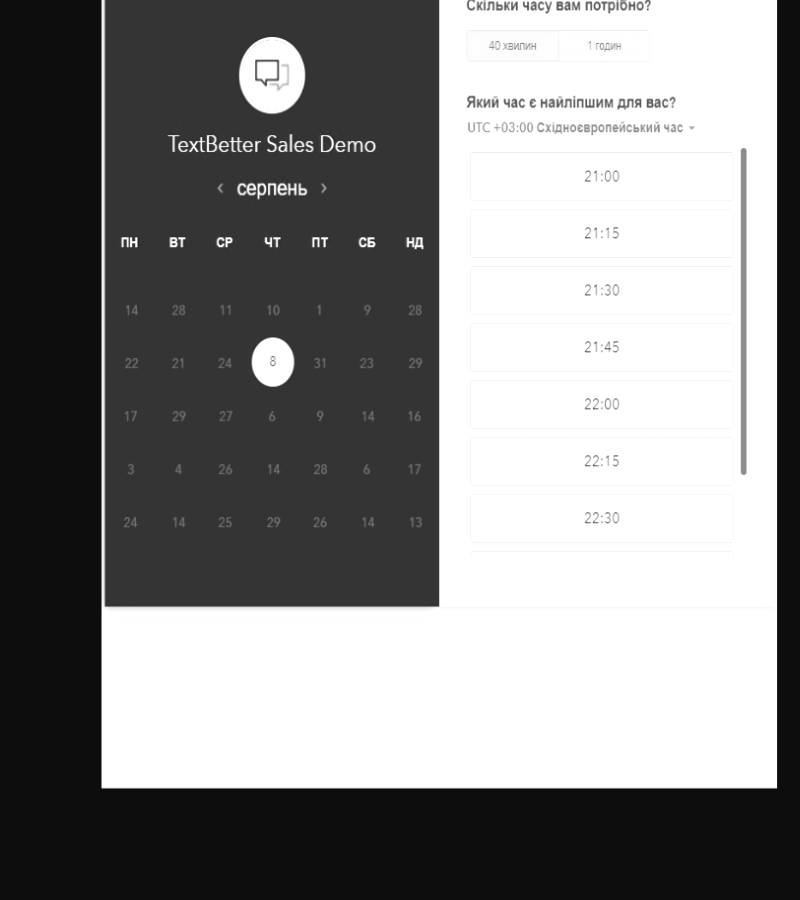 TextBetter Sales Demo
‹ серпень ›
ПН ВТ СР ЧТ ПТ СБ НД
14 28 11 10 1 9 28
22 21 24 8 31 23 29
17 29 27 6 9 14 16
3 4 26 14 28 6 17
24 14 25 29 26 14 13
Скільки часу вам потрібно?
40 хвилин 1 годин
Який час є найліпшим для вас?
UTC +03:00 Східноєвропейський час
21:00
21:15
21:30
21:45
22:00
22:15
22:30